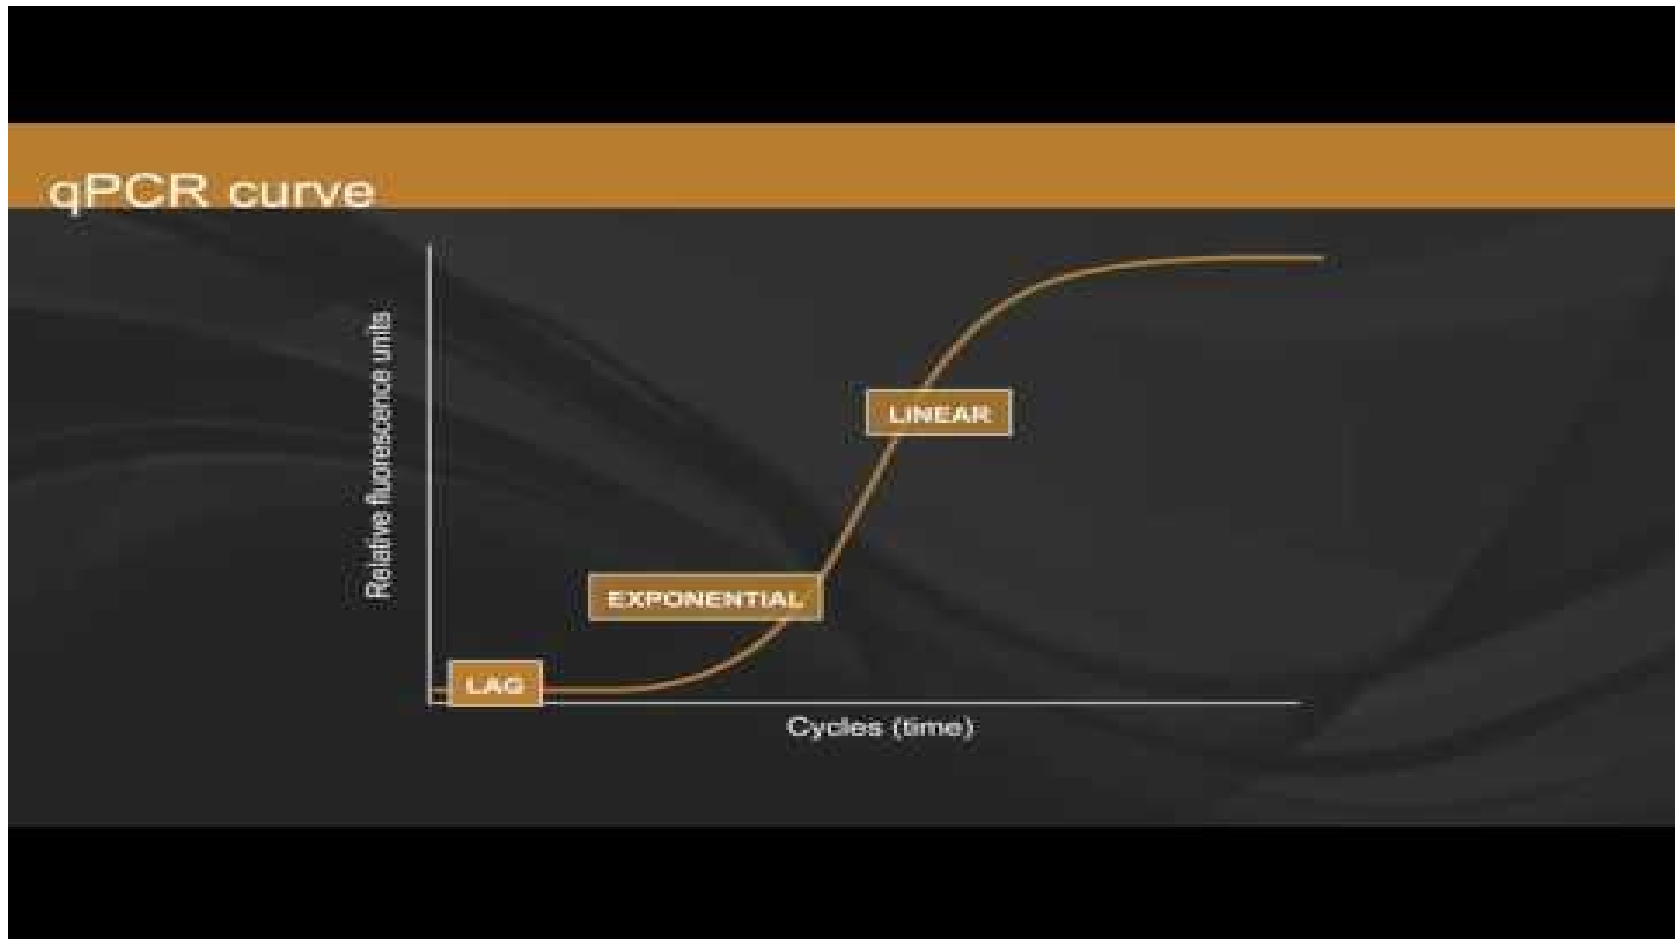 qPCR curve
Relative fluorescence units
LINEAR
EXPONENTIAL
LAG
Cycles (time)